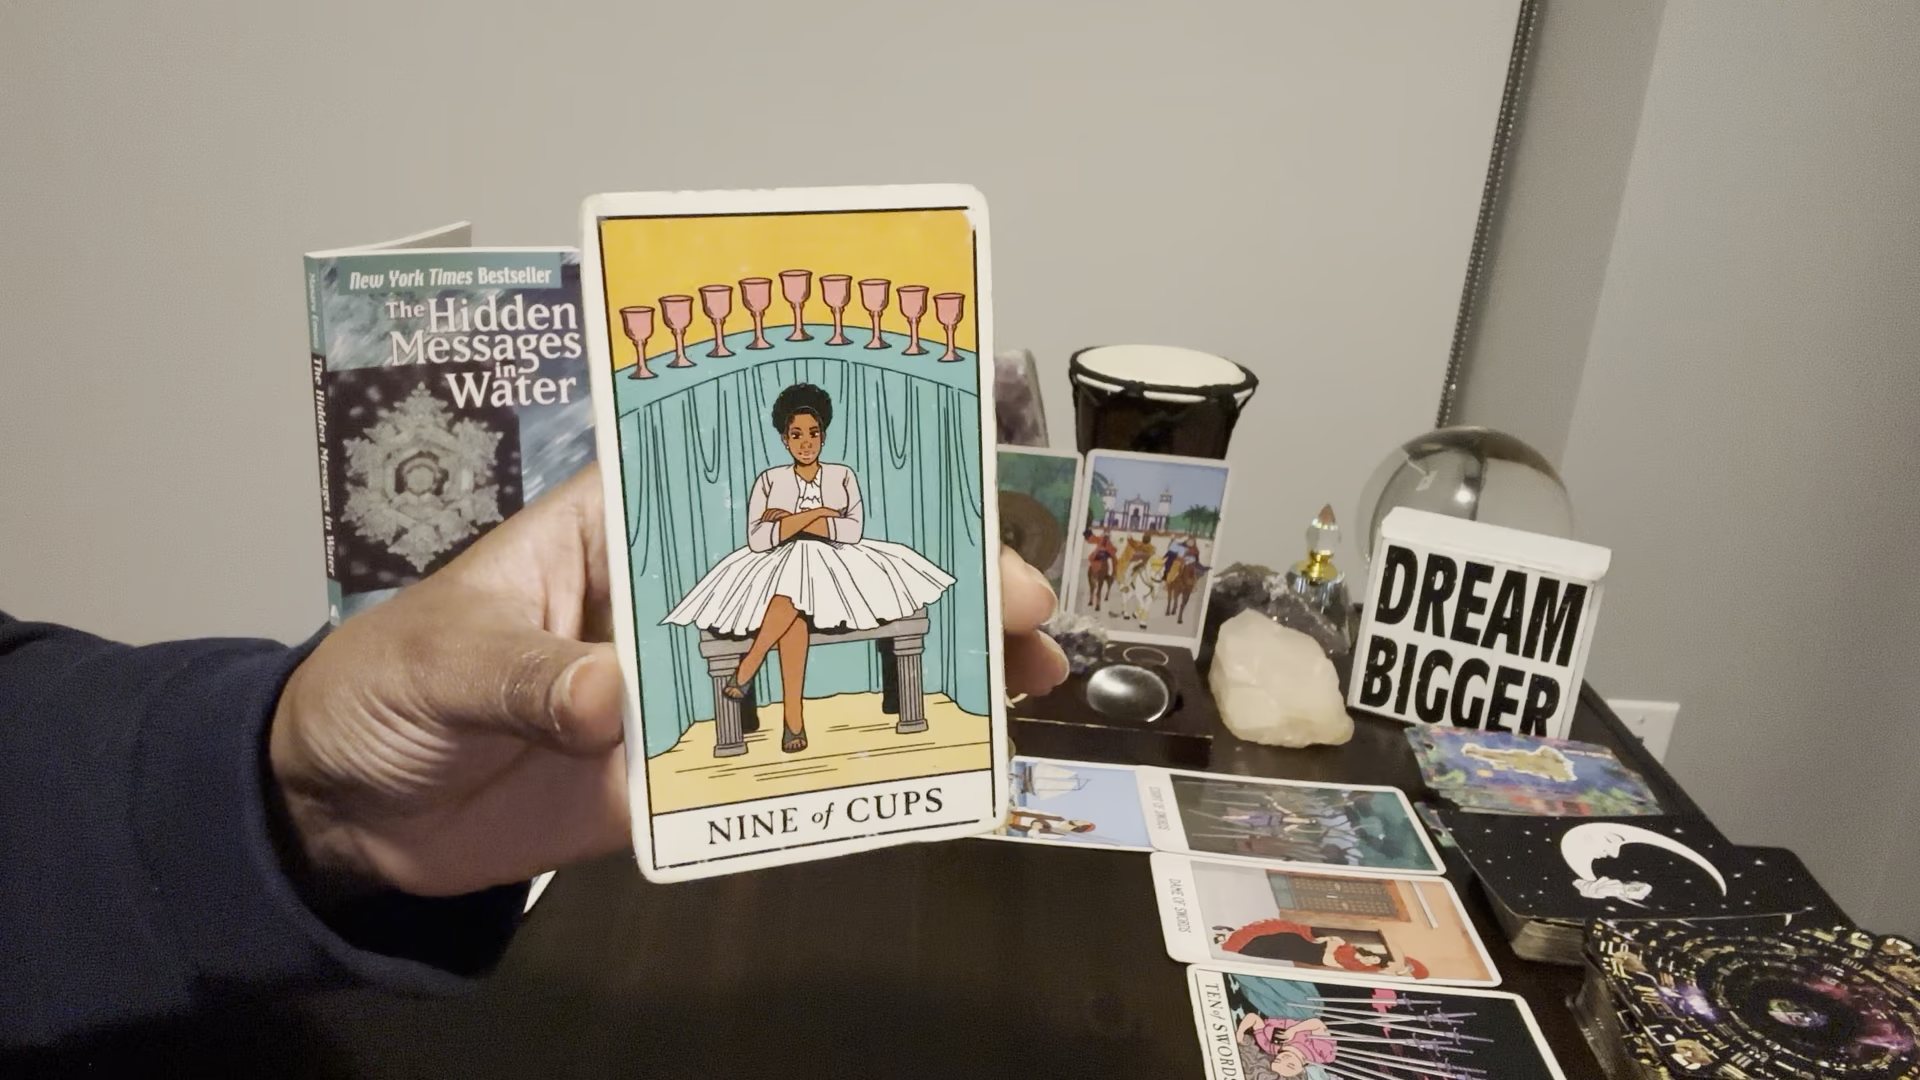 New York Times Bestseller
The Hidden
Messages
in
Water
The Hidden Messages in Water
NINE of CUPS
DREAM
BIGGER
TEN of SWORDS